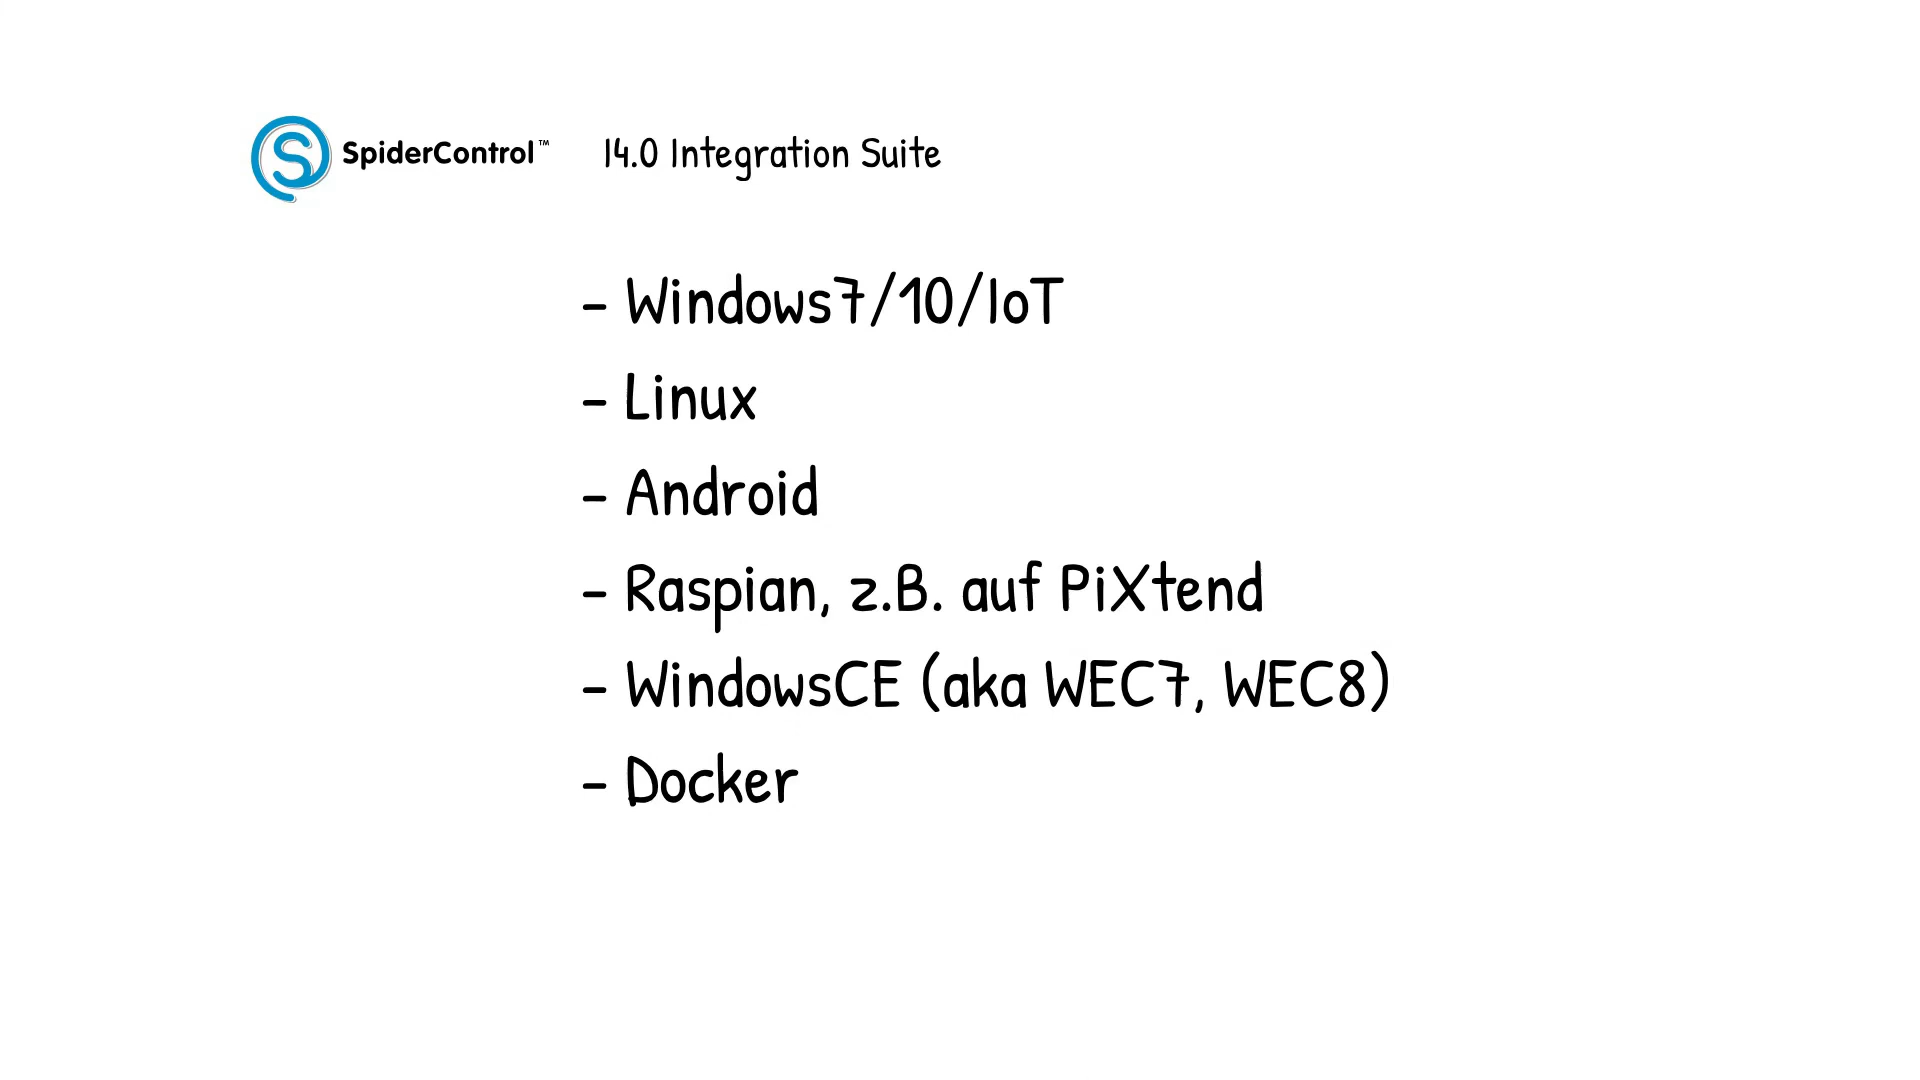 SpiderControl™ 14.0 Integration Suite
- Windows7/10/IoT
- Linux
- Android
- Raspian, z.B. auf PiXtend
- WindowsCE (aka WEC7, WEC8)
- Docker